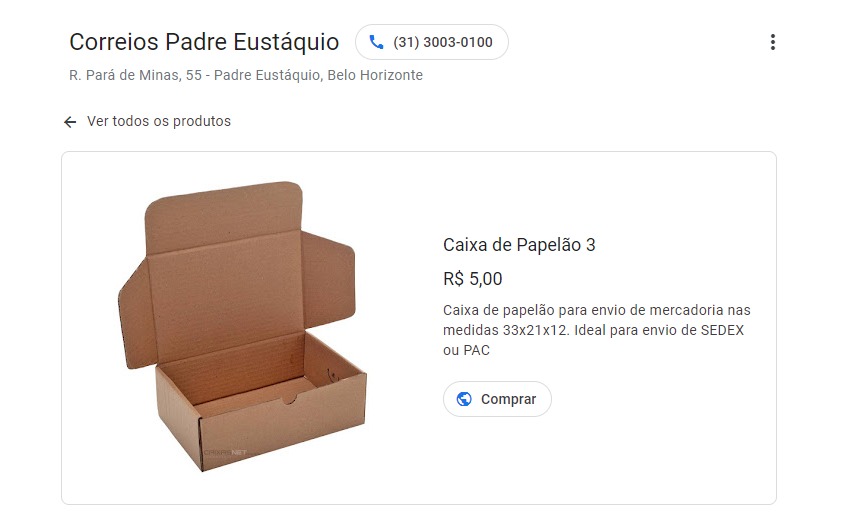 Correios Padre Eustáquio
(31) 3003-0100
R. Pará de Minas, 55 - Padre Eustáquio, Belo Horizonte
Ver todos os produtos
Caixa de Papelão 3
R$ 5,00
Caixa de papelão para envio de mercadoria nas
medidas 33x21x12. Ideal para envio de SEDEX
ou PAC
Comprar